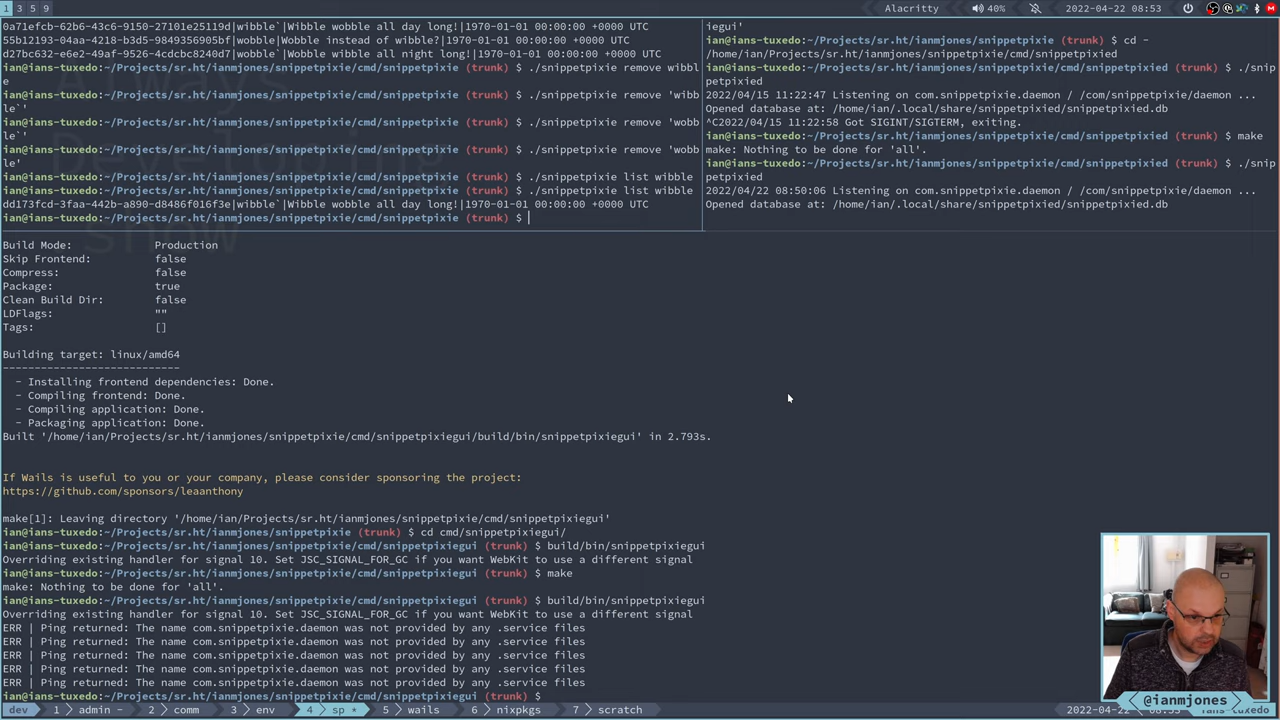 1 3 5 9
Alacritty
40%
2022-04-22 08:53
0a71efcb-62b6-43c6-9150-27101e25119d|wibble`|Wibble wobble all day long!|1970-01-01 00:00:00 +0000 UTC
55b12193-04aa-4218-b3d5-9849356905bf|wobble|Wobble instead of wibble?|1970-01-01 00:00:00 +0000 UTC
d27bc632-e6e2-49af-9526-4cddcb8240d7|wobble`|Wobble wibble all night long!|1970-01-01 00:00:00 +0000 UTC
ian@ians-tuxedo:~/Projects/sr.ht/ianmjones/snippetpixie/cmd/snippetpixie (trunk) $ ./snippetpixie remove wibbl
e
ian@ians-tuxedo:~/Projects/sr.ht/ianmjones/snippetpixie/cmd/snippetpixie (trunk) $ ./snippetpixie remove 'wibb
le`'
ian@ians-tuxedo:~/Projects/sr.ht/ianmjones/snippetpixie/cmd/snippetpixie (trunk) $ ./snippetpixie remove 'wobb
le`'
ian@ians-tuxedo:~/Projects/sr.ht/ianmjones/snippetpixie/cmd/snippetpixie (trunk) $ ./snippetpixie remove 'wobb
le'
ian@ians-tuxedo:~/Projects/sr.ht/ianmjones/snippetpixie/cmd/snippetpixie (trunk) $ ./snippetpixie list wibble
ian@ians-tuxedo:~/Projects/sr.ht/ianmjones/snippetpixie/cmd/snippetpixie (trunk) $ ./snippetpixie list wibble
dd173fcd-3faa-442b-a890-d8486f016f3e|wibble`|Wibble wobble all day long!|1970-01-01 00:00:00 +0000 UTC
ian@ians-tuxedo:~/Projects/sr.ht/ianmjones/snippetpixie/cmd/snippetpixie (trunk) $
iegui'
ian@ians-tuxedo:~/Projects/sr.ht/ianmjones/snippetpixie (trunk) $ cd -
/home/ian/Projects/sr.ht/ianmjones/snippetpixie/cmd/snippetpixied
ian@ians-tuxedo:~/Projects/sr.ht/ianmjones/snippetpixie/cmd/snippetpixied (trunk) $ ./snip
petpixied
2022/04/15 11:22:47 Listening on com.snippetpixie.daemon / /com/snippetpixie/daemon ...
Opened database at: /home/ian/.local/share/snippetpixied/snippetpixied.db
^C2022/04/15 11:22:58 Got SIGINT/SIGTERM, exiting.
ian@ians-tuxedo:~/Projects/sr.ht/ianmjones/snippetpixie/cmd/snippetpixied (trunk) $ make
make: Nothing to be done for 'all'.
ian@ians-tuxedo:~/Projects/sr.ht/ianmjones/snippetpixie/cmd/snippetpixied (trunk) $ ./snip
petpixied
2022/04/22 08:50:06 Listening on com.snippetpixie.daemon / /com/snippetpixie/daemon ...
Opened database at: /home/ian/.local/share/snippetpixied/snippetpixied.db
Always
Developing
show
Build Mode: Production
Skip Frontend: false
Compress: false
Package: true
Clean Build Dir: false
LDFlags: ""
Tags: []
Building target: linux/amd64
----------------------------
- Installing frontend dependencies: Done.
- Compiling frontend: Done.
- Compiling application: Done.
- Packaging application: Done.
Built '/home/ian/Projects/sr.ht/ianmjones/snippetpixie/cmd/snippetpixiegui/build/bin/snippetpixiegui' in 2.793s.
If Wails is useful to you or your company, please consider sponsoring the project:
https://github.com/sponsors/leaanthony
make[1]: Leaving directory '/home/ian/Projects/sr.ht/ianmjones/snippetpixie/cmd/snippetpixiegui'
ian@ians-tuxedo:~/Projects/sr.ht/ianmjones/snippetpixie (trunk) $ cd cmd/snippetpixiegui/
ian@ians-tuxedo:~/Projects/sr.ht/ianmjones/snippetpixie/cmd/snippetpixiegui (trunk) $ build/bin/snippetpixiegui
Overriding existing handler for signal 10. Set JSC_SIGNAL_FOR_GC if you want WebKit to use a different signal
ian@ians-tuxedo:~/Projects/sr.ht/ianmjones/snippetpixie/cmd/snippetpixiegui (trunk) $ make
make: Nothing to be done for 'all'.
ian@ians-tuxedo:~/Projects/sr.ht/ianmjones/snippetpixie/cmd/snippetpixiegui (trunk) $ build/bin/snippetpixiegui
Overriding existing handler for signal 10. Set JSC_SIGNAL_FOR_GC if you want WebKit to use a different signal
ERR | Ping returned: The name com.snippetpixie.daemon was not provided by any .service files
ERR | Ping returned: The name com.snippetpixie.daemon was not provided by any .service files
ERR | Ping returned: The name com.snippetpixie.daemon was not provided by any .service files
ERR | Ping returned: The name com.snippetpixie.daemon was not provided by any .service files
ERR | Ping returned: The name com.snippetpixie.daemon was not provided by any .service files
ian@ians-tuxedo:~/Projects/sr.ht/ianmjones/snippetpixie/cmd/snippetpixiegui (trunk) $
@ianmjones
dev 1 admin - 2 comm 3 env 4 sp * 5 wails 6 nixpkgs 7 scratch 2022-04-22